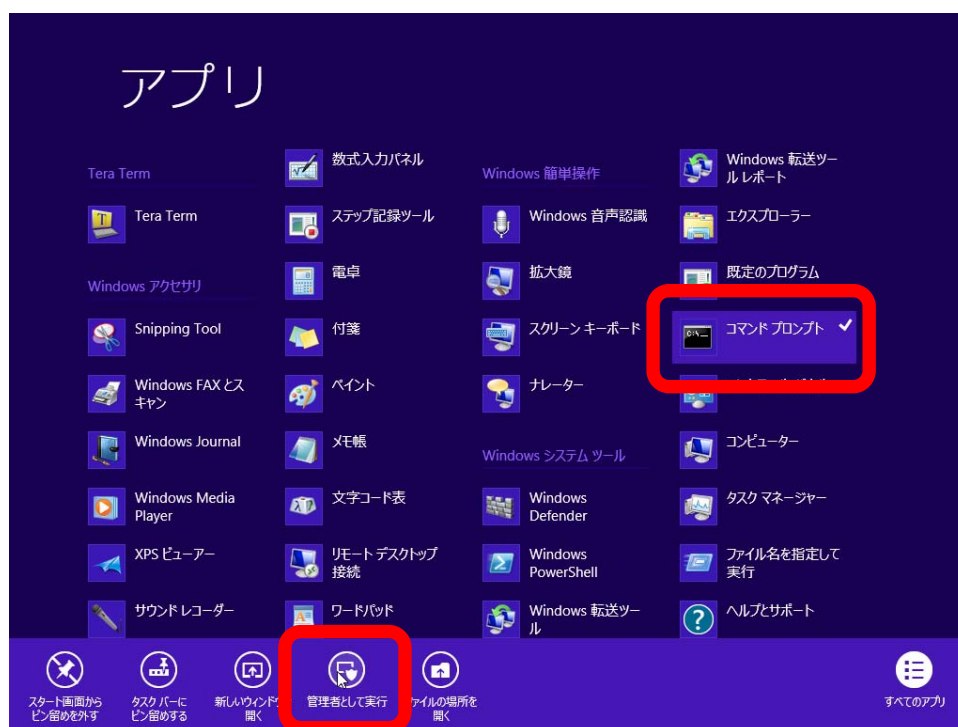 アプリ
Tera Term
Tera Term
Windows アクセサリ
Snipping Tool
Windows FAX とス
キャン
Windows Journal
Windows Media
Player
XPS ビューアー
サウンド レコーダー
数式入力パネル
ステップ記録ツール
電卓
付箋
ペイント
メモ帳
文字コード表
リモート デスクトップ
接続
ワードパッド
Windows 簡単操作
Windows 音声認識
拡大鏡
スクリーン キーボード
ナレーター
Windows システム ツール
Windows
Defender
Windows
PowerShell
Windows 転送ツー
ル
Windows 転送ツー
ル レポート
エクスプローラー
既定のプログラム
コマンド プロンプト
コンピューター
タスク マネージャー
ファイル名を指定して
実行
ヘルプとサポート
スタート画面から
ピン留めを外す
タスク バーに
ピン留めする
新しいウィンド
開く
管理者として実行
ァイルの場所を
開く
すべてのアプリ